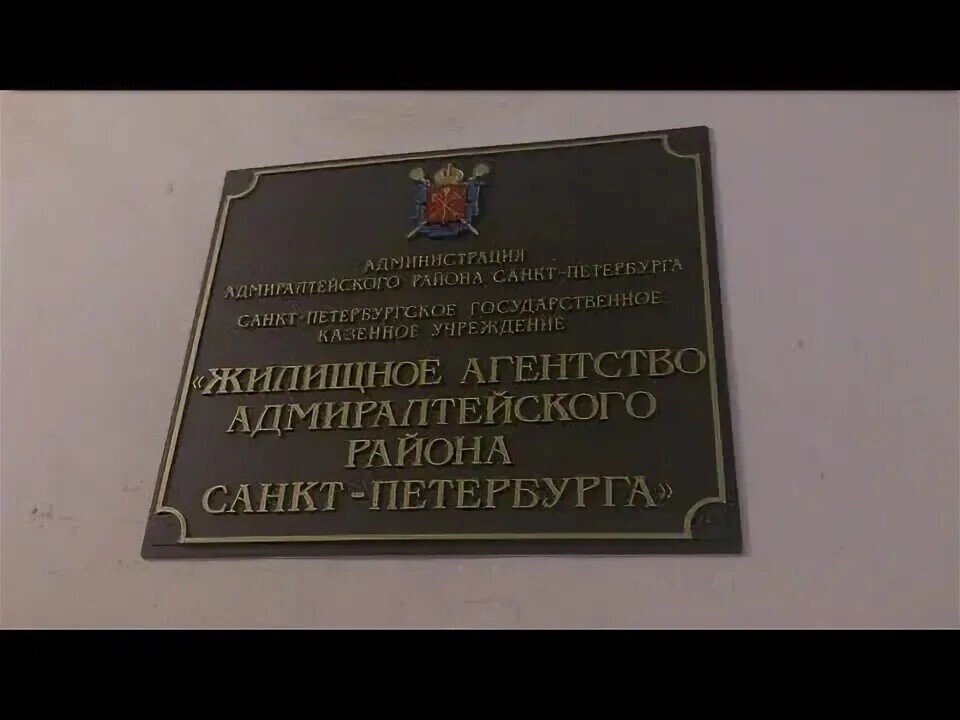 АДМИНИСТРАЦИЯ
АДМИРАЛТЕЙСКОГО РАЙОНА САНКТ-ПЕТЕРБУРГА
САНКТ-ПЕТЕРБУРГСКОЕ ГОСУДАРСТВЕННОЕ
КАЗЕННОЕ УЧРЕЖДЕНИЕ
«ЖИЛИЩНОЕ АГЕНТСТВО
АДМИРАЛТЕЙСКОГО
РАЙОНА
САНКТ-ПЕТЕРБУРГА»